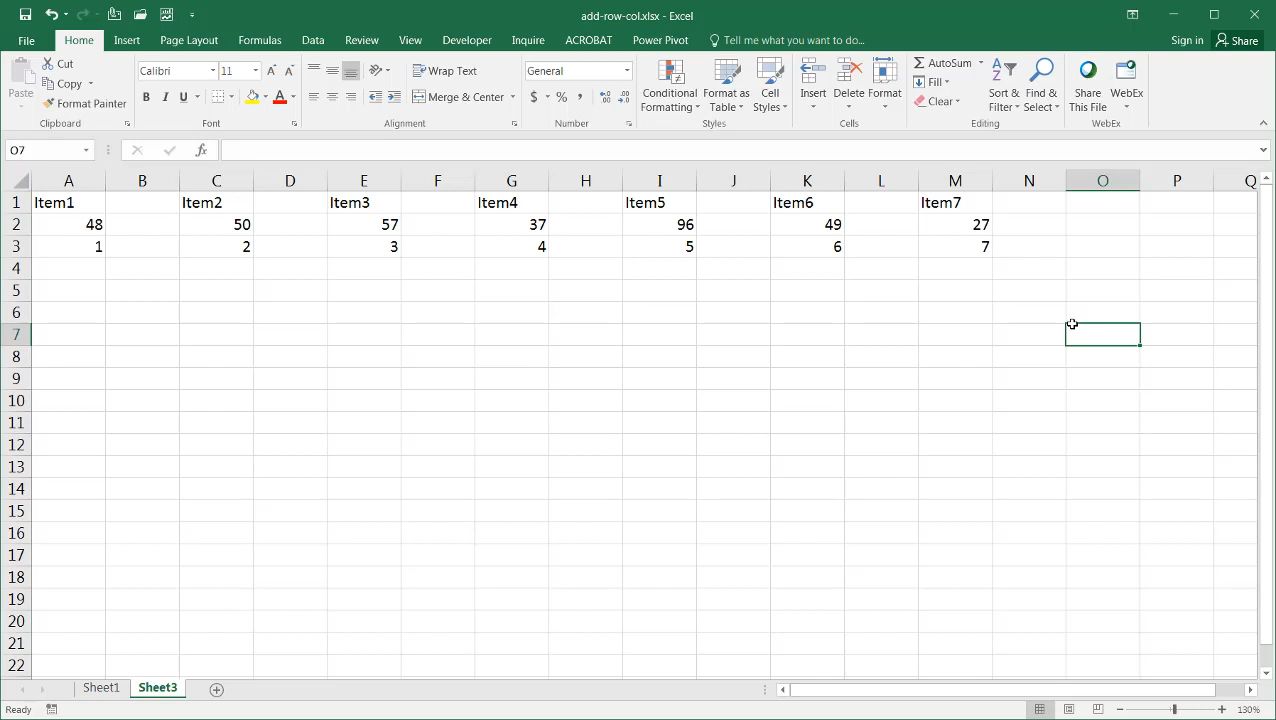 add-row-col.xlsx - Excel
File Home Insert Page Layout Formulas Data Review View Developer Inquire ACROBAT Power Pivot Tell me what you want to do... Sign in Share
Paste Cut Copy Format Painter Clipboard
Calibri 11 B I U A A A Font
Wrap Text Merge & Center Alignment
General $ % , Number
Conditional Formatting Format as Table Cell Styles Styles
Insert Delete Format Cells
AutoSum Fill Clear Sort & Filter Find & Select Editing
Share This File WebEx WebEx
O7 fx
A B C D E F G H I J K L M N O P Q
1 Item1 Item2 Item3 Item4 Item5 Item6 Item7
2 48 50 57 37 96 49 27
3 1 2 3 4 5 6 7
4
5
6
7
8
9
10
11
12
13
14
15
16
17
18
19
20
21
22
Sheet1 Sheet3
Ready 130%